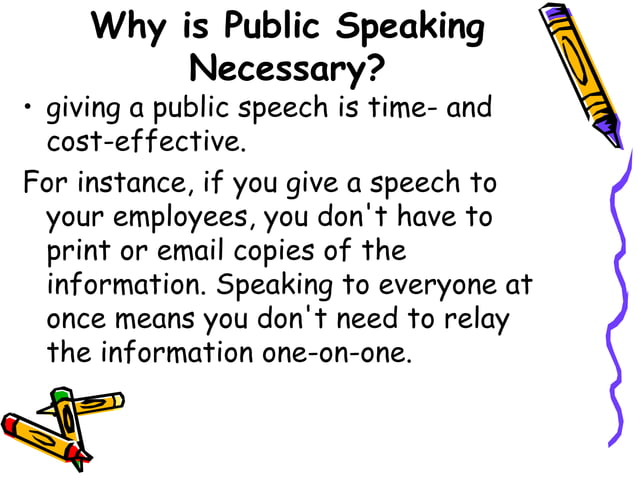 Why is Public Speaking
Necessary?
• giving a public speech is time- and
cost-effective.
For instance, if you give a speech to
your employees, you don't have to
print or email copies of the
information. Speaking to everyone at
once means you don't need to relay
the information one-on-one.